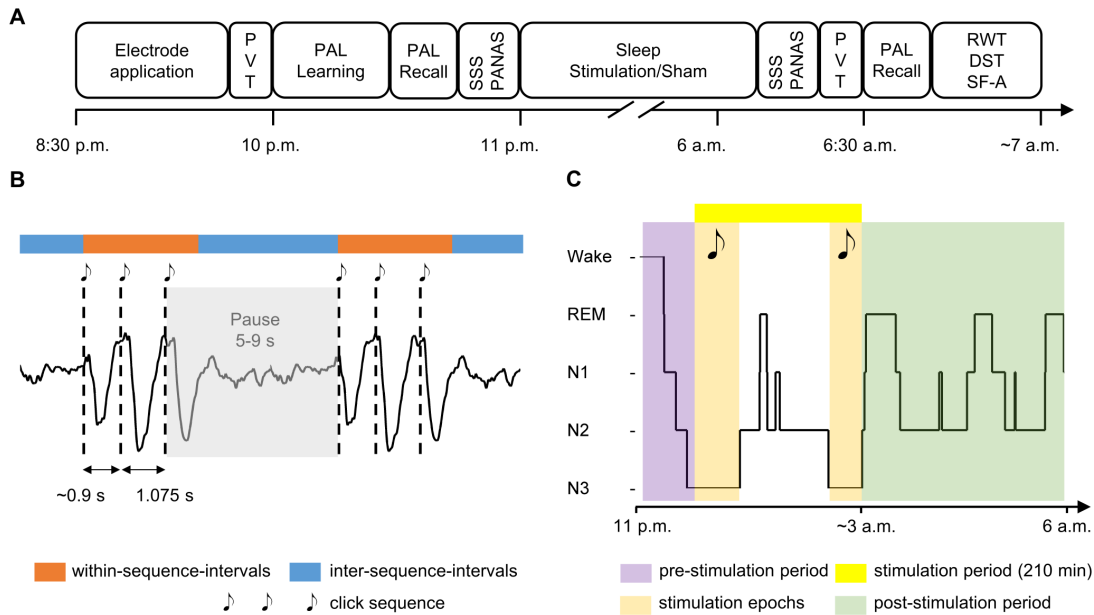 A
Electrode
application
P
V
T
PAL
Learning
PAL
Recall
SSS
PANAS
Sleep
Stimulation/Sham
SSS
PANAS
P
V
T
PAL
Recall
RWT
DST
SF-A
8:30 p.m.
10 p.m.
11 p.m.
6 a.m.
6:30 a.m.
~7 a.m.
B
Pause
5-9 s
~0.9 s
1.075 s
within-sequence-intervals
inter-sequence-intervals
click sequence
C
Wake
REM
N1
N2
N3
11 p.m.
~3 a.m.
6 a.m.
pre-stimulation period
stimulation period (210 min)
stimulation epochs
post-stimulation period